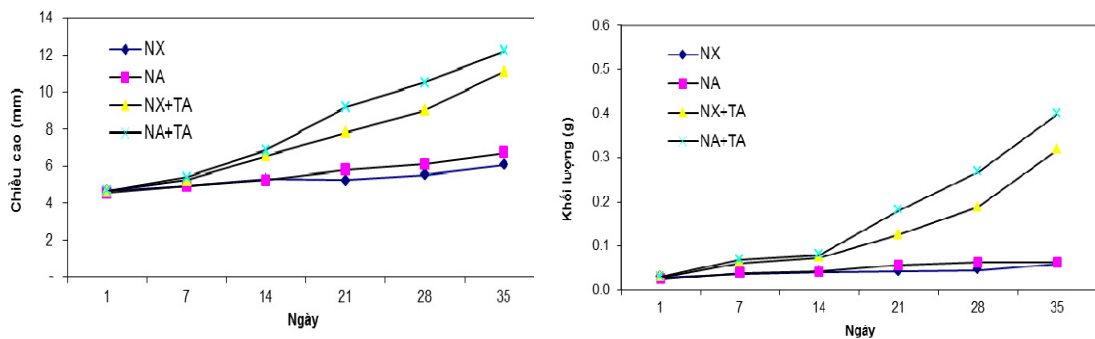 Chiều cao (mm)
14
12
10
8
6
4
2
-
NX
NA
NX+TA
NA+TA
1 7 14 21 28 35
Ngày
Khối lượng (g)
0.6
0.5
0.4
0.3
0.2
0.1
0.0
NX
NA
NX+TA
NA+TA
1 7 14 21 28 35
Ngày